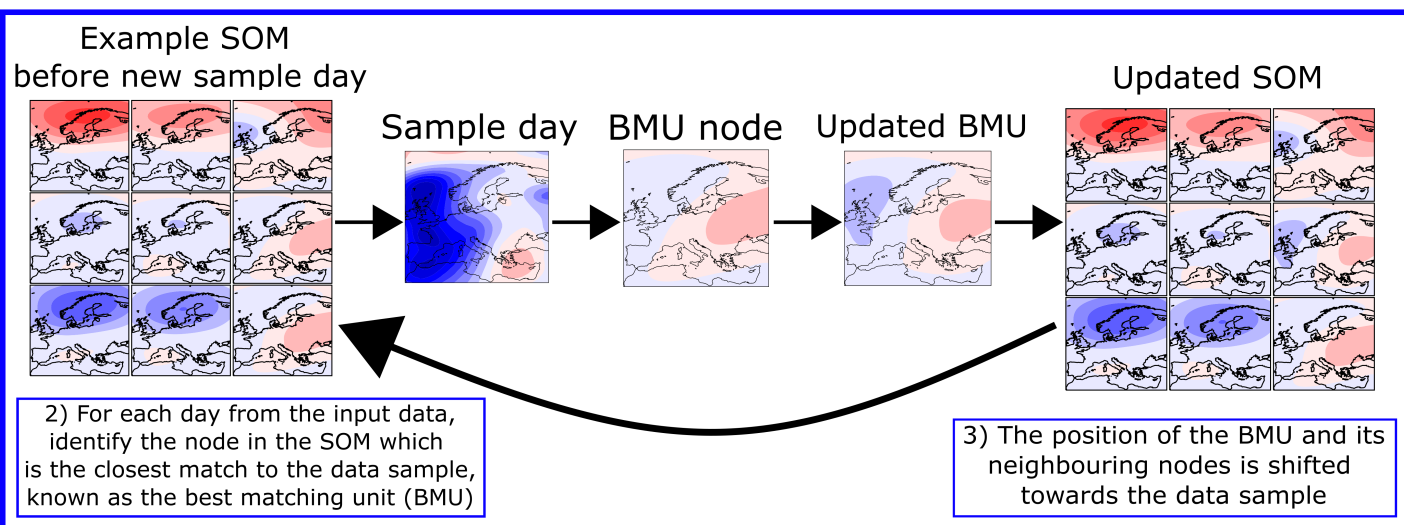 Example SOM
before new sample day
Sample day
BMU node
Updated BMU
Updated SOM
2) For each day from the input data,
identify the node in the SOM which
is the closest match to the data sample,
known as the best matching unit (BMU)
3) The position of the BMU and its
neighbouring nodes is shifted
towards the data sample